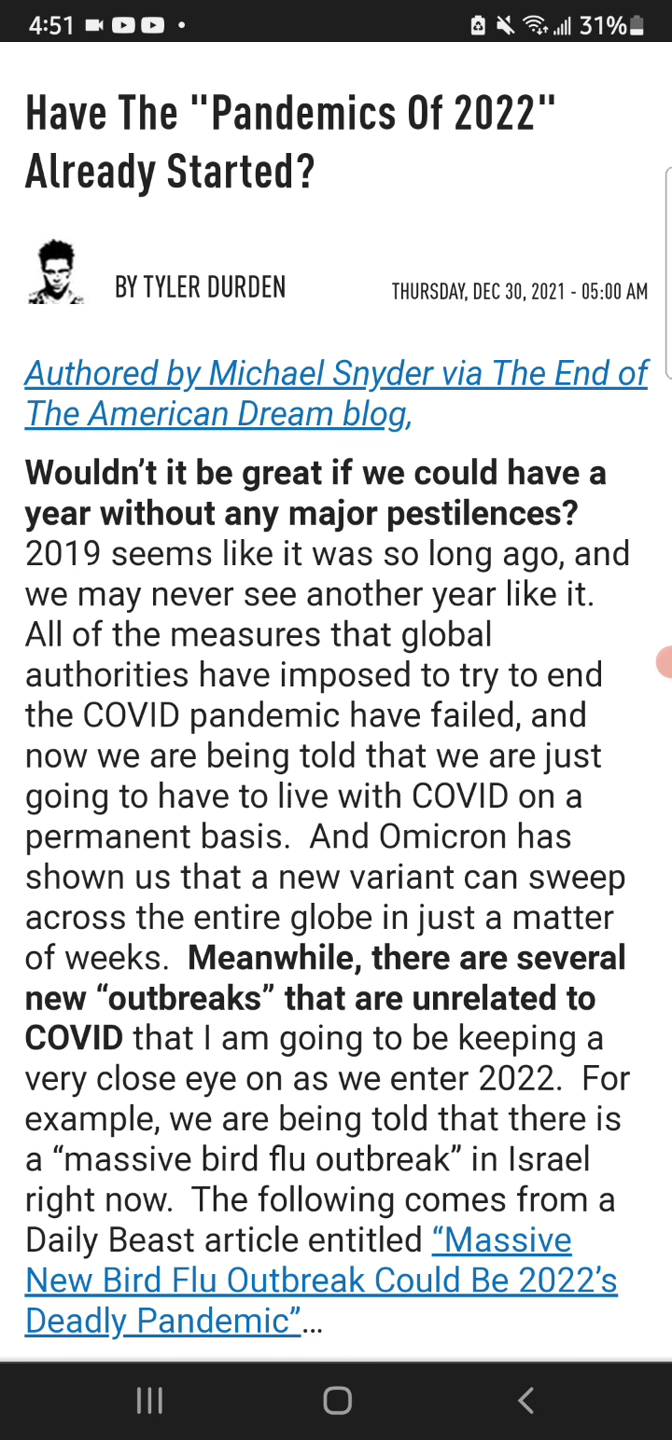 4:51
31%
Have The "Pandemics Of 2022"
Already Started?
BY TYLER DURDEN
THURSDAY, DEC 30, 2021 - 05:00 AM
Authored by Michael Snyder via The End of
The American Dream blog,
Wouldn’t it be great if we could have a
year without any major pestilences?
2019 seems like it was so long ago, and
we may never see another year like it.
All of the measures that global
authorities have imposed to try to end
the COVID pandemic have failed, and
now we are being told that we are just
going to have to live with COVID on a
permanent basis.  And Omicron has
shown us that a new variant can sweep
across the entire globe in just a matter
of weeks.  Meanwhile, there are several
new “outbreaks” that are unrelated to
COVID that I am going to be keeping a
very close eye on as we enter 2022.  For
example, we are being told that there is
a “massive bird flu outbreak” in Israel
right now.  The following comes from a
Daily Beast article entitled “Massive
New Bird Flu Outbreak Could Be 2022’s
Deadly Pandemic”…